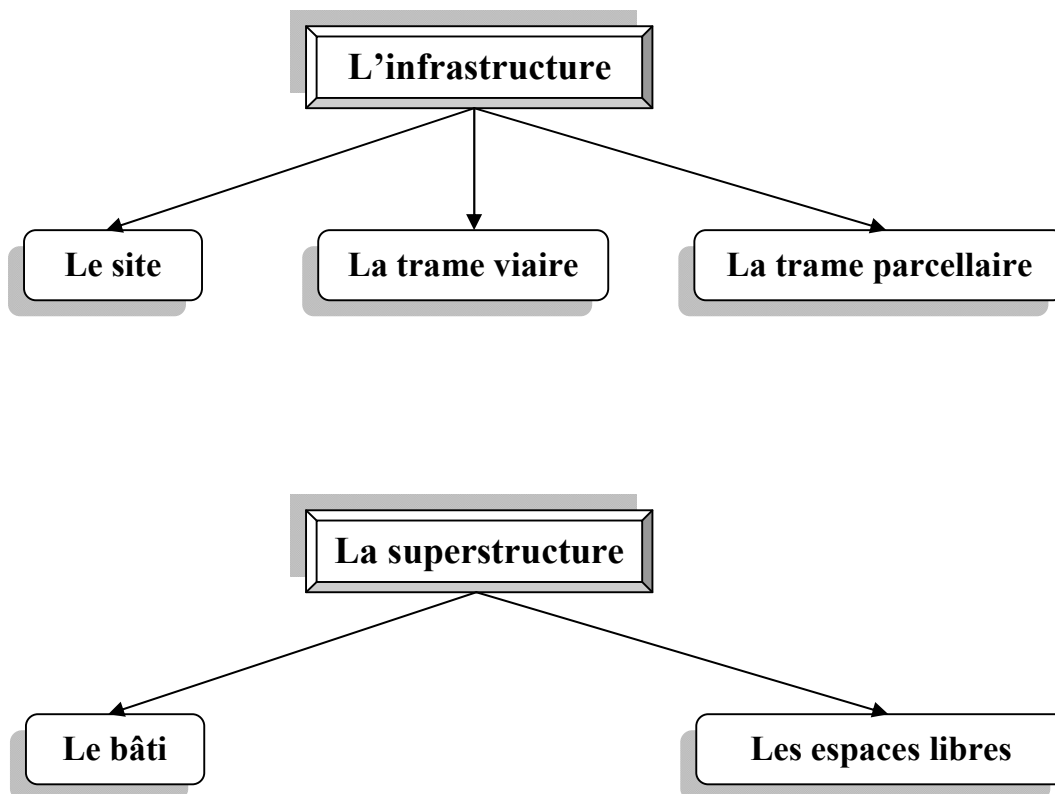 L’infrastructure
Le site
La trame viaire
La trame parcellaire
La superstructure
Le bâti
Les espaces libres